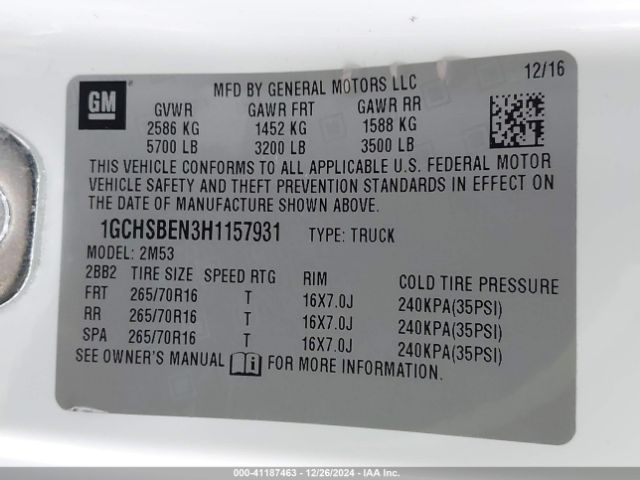 GM
MFD BY GENERAL MOTORS LLC
12/16
GVWR GAWR FRT GAWR RR
2586 KG 1452 KG 1588 KG
5700 LB 3200 LB 3500 LB
THIS VEHICLE CONFORMS TO ALL APPLICABLE U.S. FEDERAL MOTOR
VEHICLE SAFETY AND THEFT PREVENTION STANDARDS IN EFFECT ON
THE DATE OF MANUFACTURE SHOWN ABOVE.
1GCHSBEN3H1157931 TYPE: TRUCK
MODEL: 2M53
2BB2 TIRE SIZE SPEED RTG RIM COLD TIRE PRESSURE
FRT 265/70R16 T 16X7.0J 240KPA(35PSI)
RR 265/70R16 T 16X7.0J 240KPA(35PSI)
SPA 265/70R16 T 16X7.0J 240KPA(35PSI)
SEE OWNER'S MANUAL FOR MORE INFORMATION.
000-41187463 - 12/26/2024 - IAAI.COM